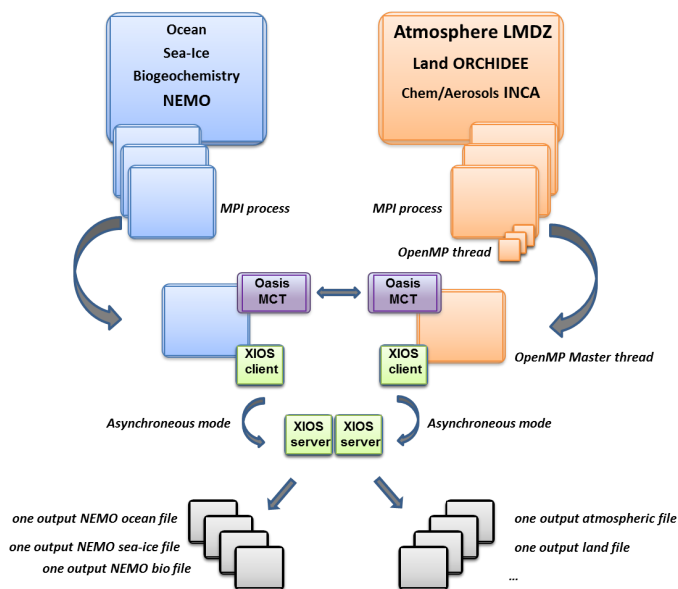 Ocean
Sea-Ice
Biogeochemistry
NEMO
Atmosphere LMDZ
Land ORCHIDEE
Chem/Aerosols INCA
MPI process
MPI process
OpenMP thread
Oasis
MCT
Oasis
MCT
XIOS
client
XIOS
client
OpenMP Master thread
Asynchroneous mode
XIOS
server
XIOS
server
Asynchroneous mode
one output NEMO ocean file
one output NEMO sea-ice file
one output NEMO bio file
one output atmospheric file
one output land file
...